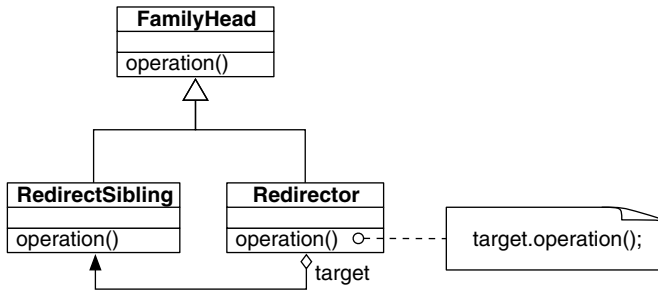 FamilyHead
operation()
RedirectSibling
operation()
Redirector
operation()
target.operation();
target